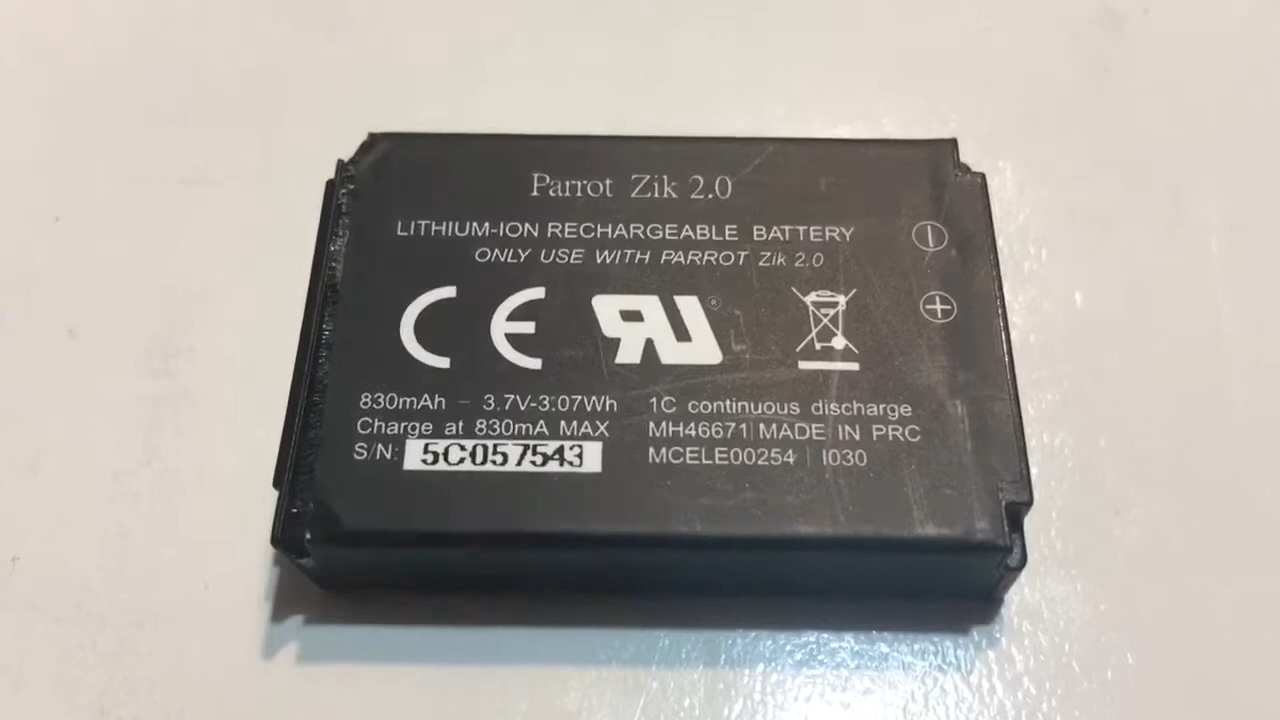 Parrot Zik 2.0
LITHIUM-ION RECHARGEABLE BATTERY
ONLY USE WITH PARROT Zik 2.0
CE RU ®
830mAh - 3.7V-3.07Wh 1C continuous discharge
Charge at 830mA MAX MH46671 MADE IN PRC
S/N: 5C057543 MCELE00254 I030